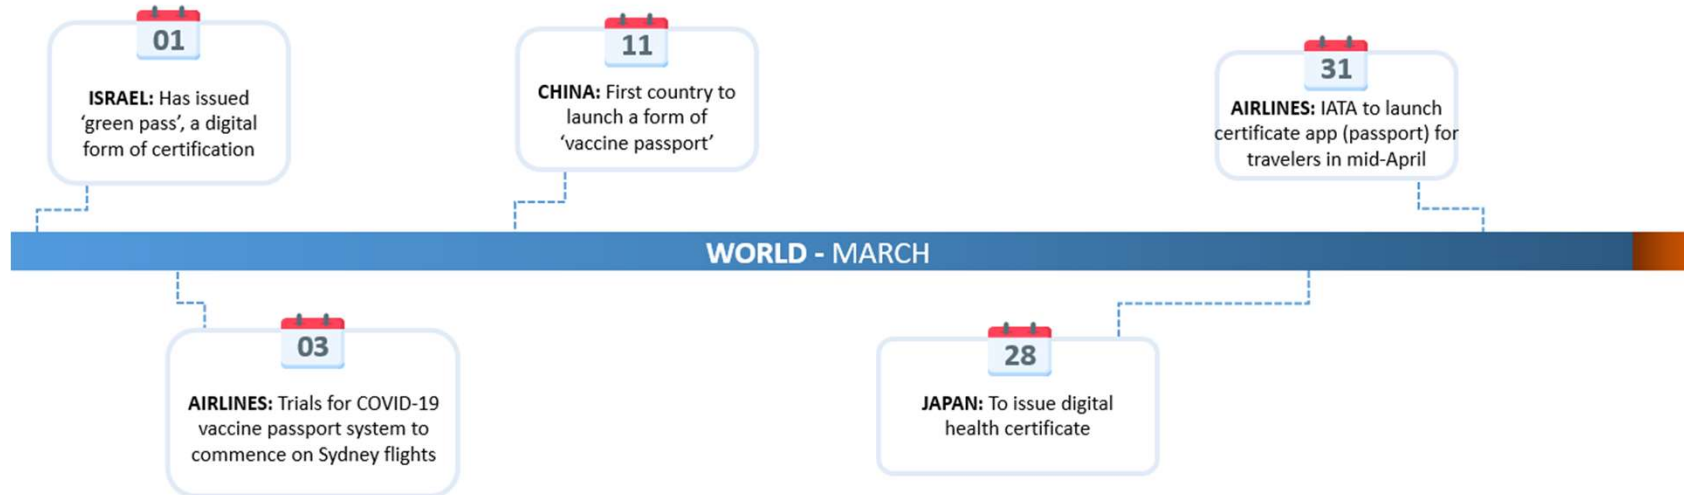 01
ISRAEL: Has issued
‘green pass’, a digital
form of certification
11
CHINA: First country to
launch a form of
‘vaccine passport’
31
AIRLINES: IATA to launch
certificate app (passport) for
travelers in mid-April
WORLD - MARCH
03
AIRLINES: Trials for COVID-19
vaccine passport system to
commence on Sydney flights
28
JAPAN: To issue digital
health certificate